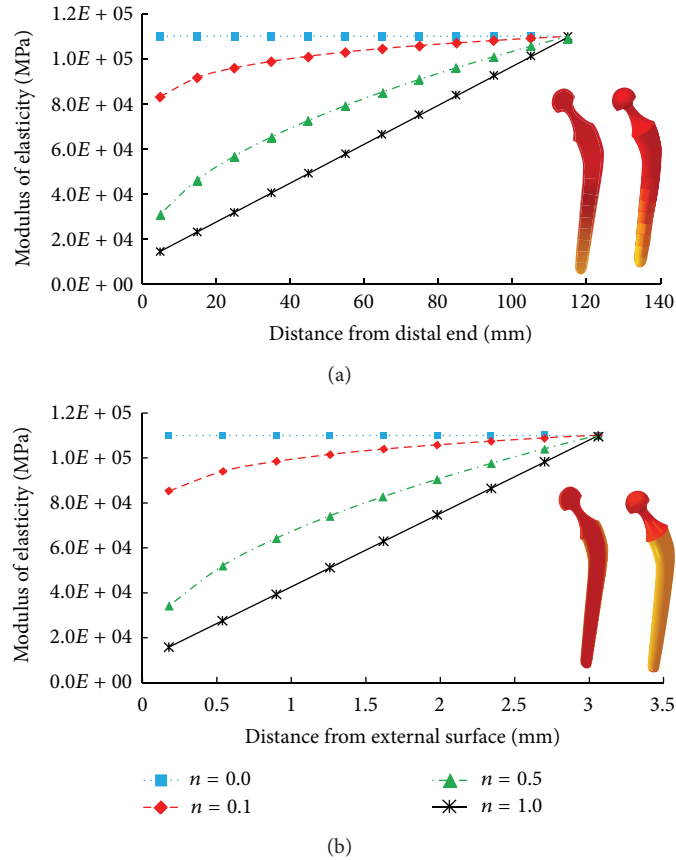 Modulus of elasticity (MPa)
1.2E + 05
1.0E + 05
8.0E + 04
6.0E + 04
4.0E + 04
2.0E + 04
0.0E + 00
0 20 40 60 80 100 120 140
Distance from distal end (mm)
(a)
Modulus of elasticity (MPa)
1.2E + 05
1.0E + 05
8.0E + 04
6.0E + 04
4.0E + 04
2.0E + 04
0.0E + 00
0 0.5 1 1.5 2 2.5 3 3.5
Distance from external surface (mm)
n = 0.0 n = 0.5
n = 0.1 n = 1.0
(b)